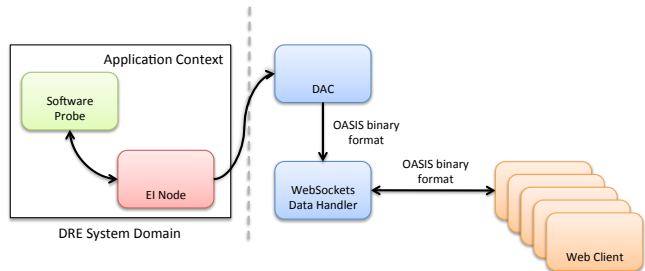 Application Context
Software
Probe
EI Node
DRE System Domain
DAC
OASIS binary
format
WebSockets
Data Handler
OASIS binary
format
Web Client